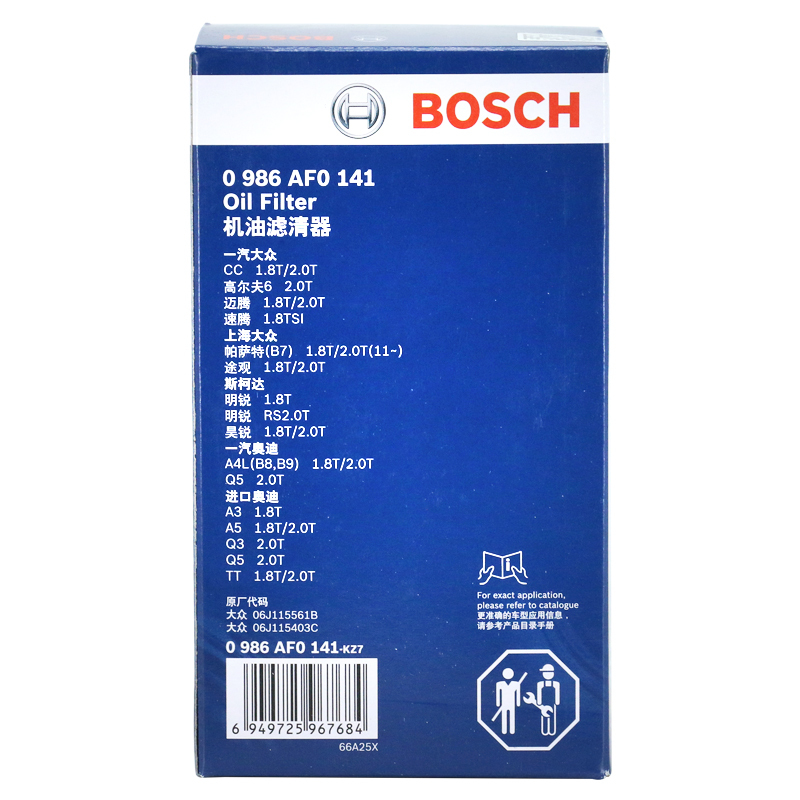 BOSCH
BOSCH
0 986 AF0 141
Oil Filter
机油滤清器
一汽大众
CC 1.8T/2.0T
高尔夫6 2.0T
迈腾 1.8T/2.0T
速腾 1.8TSI
上海大众
帕萨特(B7) 1.8T/2.0T(11~)
途观 1.8T/2.0T
斯柯达
明锐 1.8T
明锐 RS2.0T
昊锐 1.8T/2.0T
一汽奥迪
A4L(B8,B9) 1.8T/2.0T
Q5 2.0T
进口奥迪
A3 1.8T
A5 1.8T/2.0T
Q3 2.0T
Q5 2.0T
TT 1.8T/2.0T
原厂代码
大众 06J115561B
大众 06J115403C
0 986 AF0 141-KZ7
6 949725 967684
66A25X
For exact application,
please refer to catalogue
更准确的车型应用信息，
请参考产品目录手册